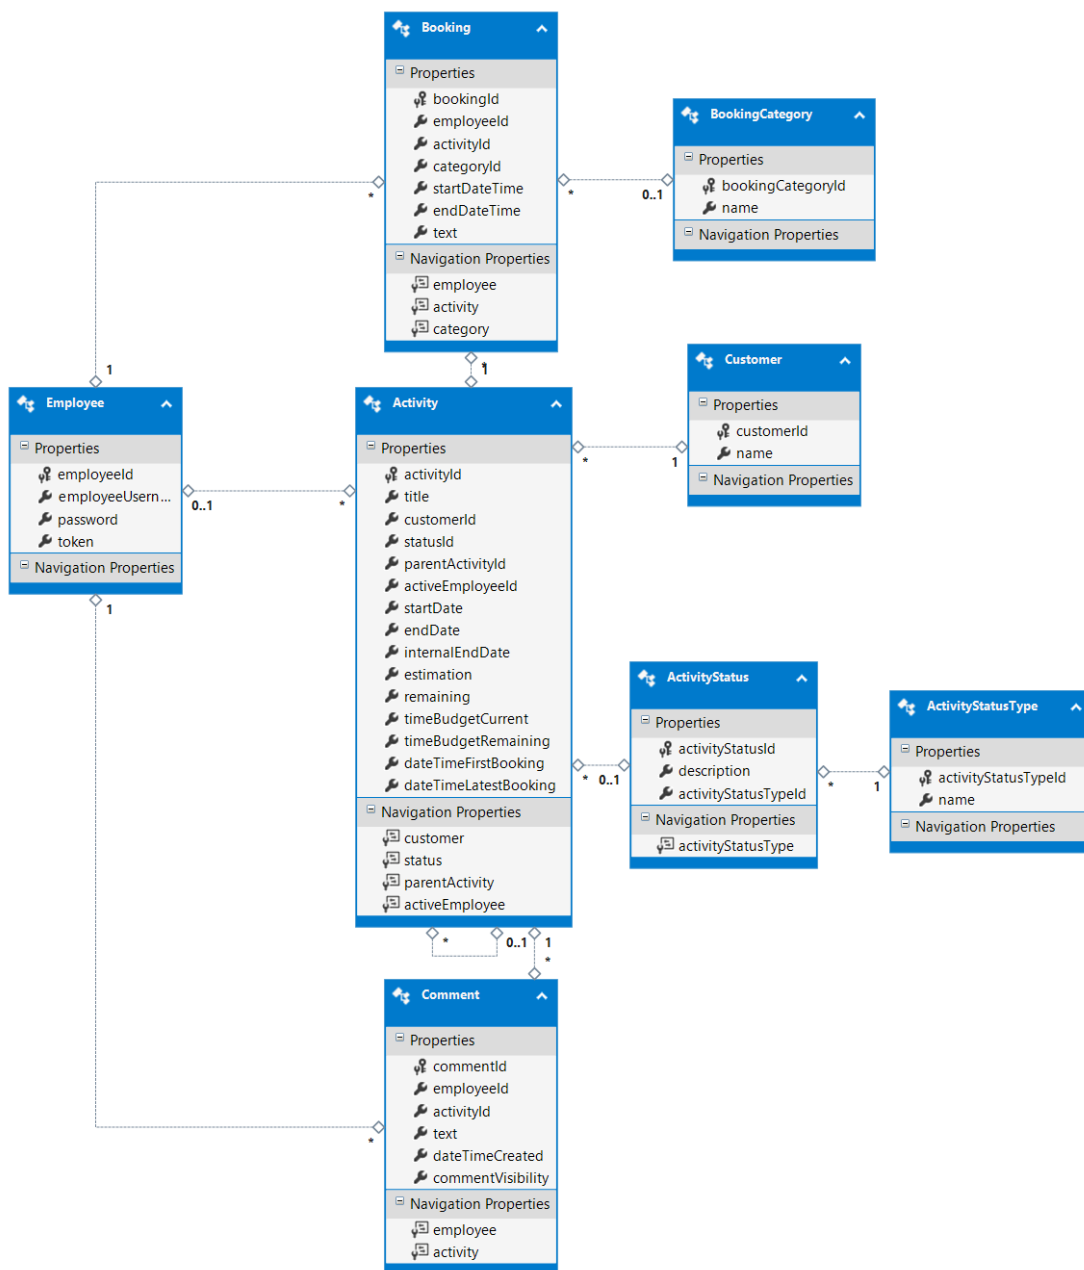 Booking
Properties
bookingId
employeeId
activityId
categoryId
startDateTime
endDateTime
text
Navigation Properties
employee
activity
category
BookingCategory
Properties
bookingCategoryId
name
Navigation Properties
*
0..1
*
1
*
1
Customer
Properties
customerId
name
Navigation Properties
Employee
Properties
employeeId
employeeUsern...
password
token
Navigation Properties
0..1
*
1
Activity
Properties
activityId
title
customerId
statusId
parentActivityId
activeEmployeeId
startDate
endDate
internalEndDate
estimation
remaining
timeBudgetCurrent
timeBudgetRemaining
dateTimeFirstBooking
dateTimeLatestBooking
Navigation Properties
customer
status
parentActivity
activeEmployee
*
1
ActivityStatus
Properties
activityStatusId
description
activityStatusTypeId
Navigation Properties
activityStatusType
*
0..1
ActivityStatusType
Properties
activityStatusTypeId
name
Navigation Properties
*
1
*
0..1
1
*
Comment
Properties
commentId
employeeId
activityId
text
dateTimeCreated
commentVisibility
Navigation Properties
employee
activity
*